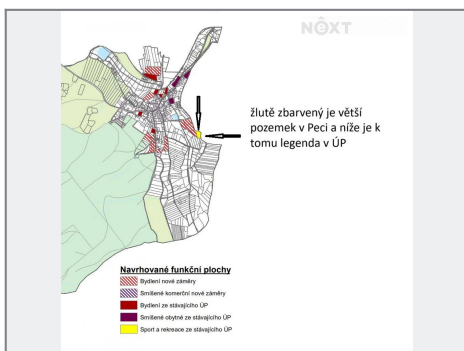 NEXT
žlutě zbarvený je větší
pozemek v Peci a níže je k
tomu legenda v ÚP
Navrhované funkční plochy
Bydlení nové záměry
Smíšené komerční nové záměry
Bydlení ze stávajícího ÚP
Smíšené obytné ze stávajícího ÚP
Sport a rekreace ze stávajícího ÚP